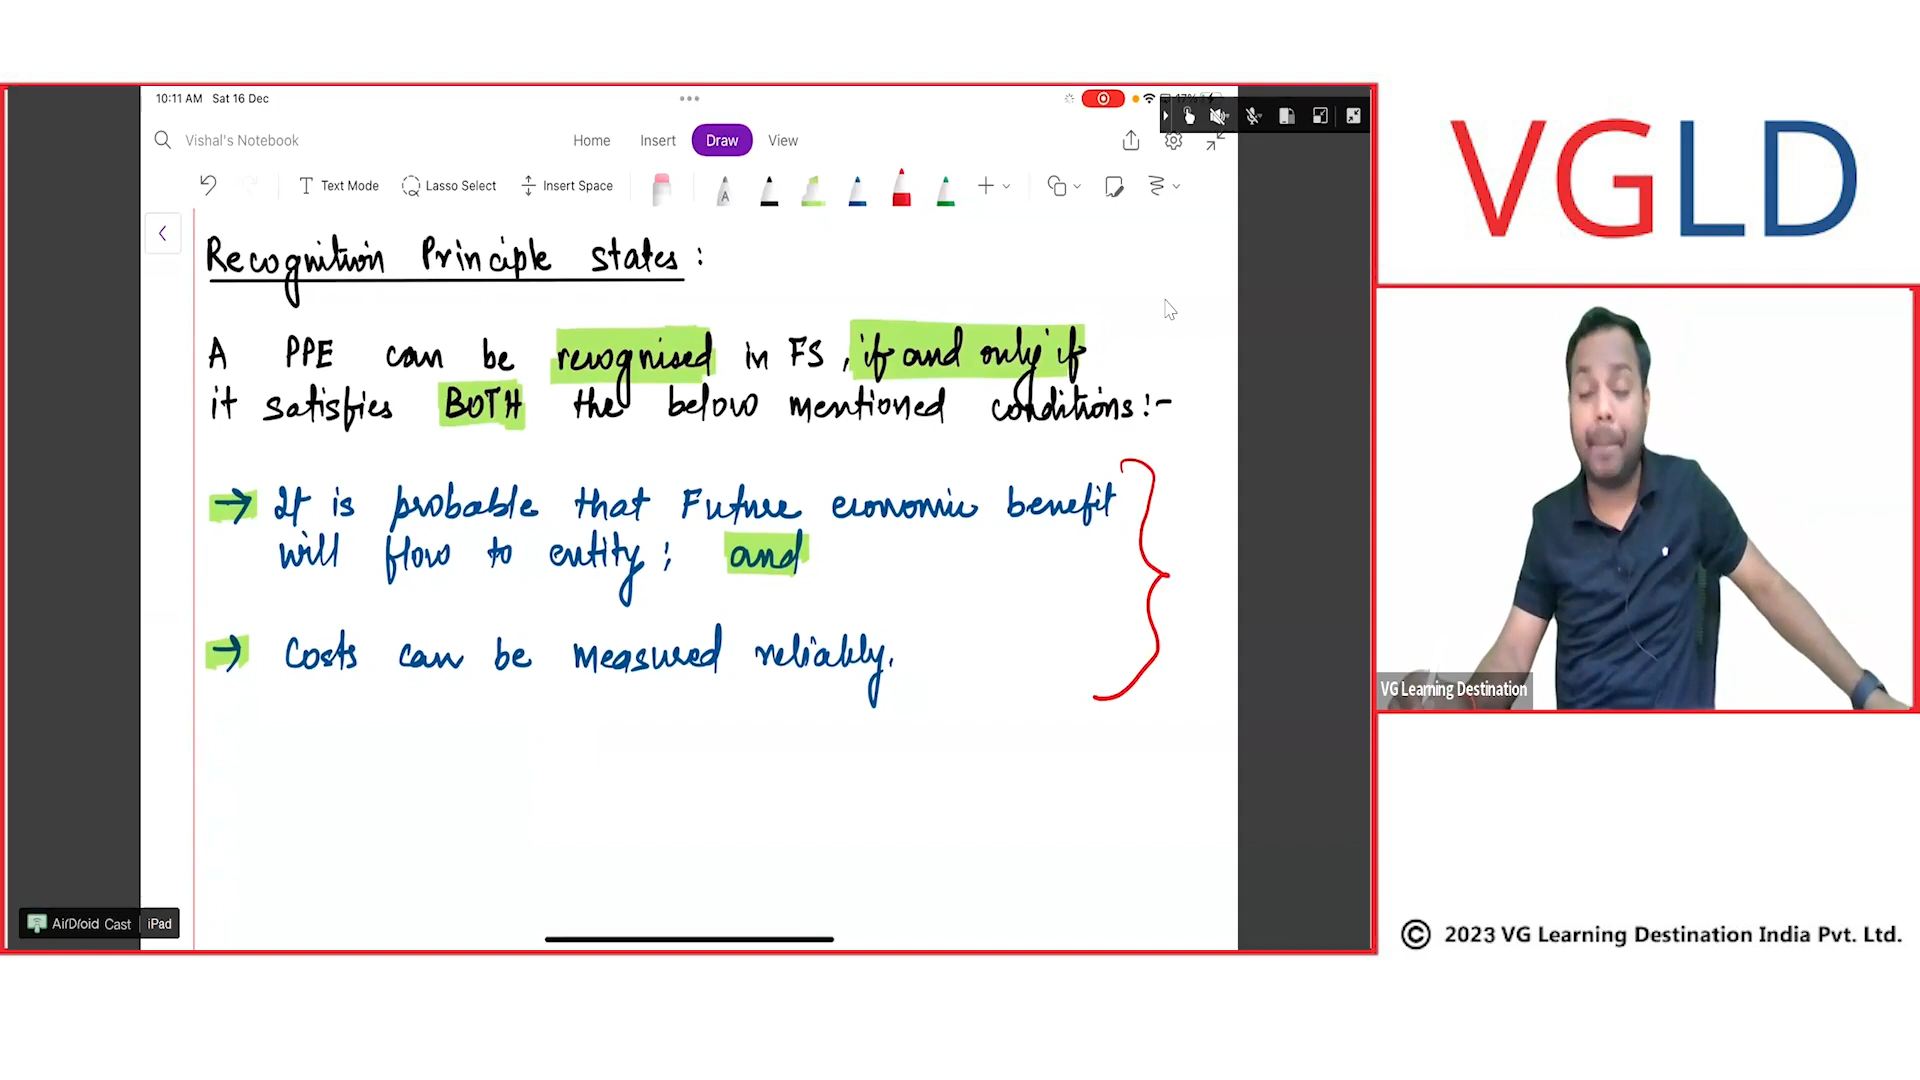 10:11 AM Sat 16 Dec
17%
Vishal's Notebook
Home Insert Draw View
Text Mode Lasso Select Insert Space
A
Recognition Principle states :
A PPE can be recognised in FS, if and only if
it satisfies BOTH the below mentioned conditions :-
→ It is probable that Future economic benefit
will flow to entity ; and
→ Costs can be measured reliably.
AirDroid Cast iPad
VGLD
VG Learning Destination
© 2023 VG Learning Destination India Pvt. Ltd.